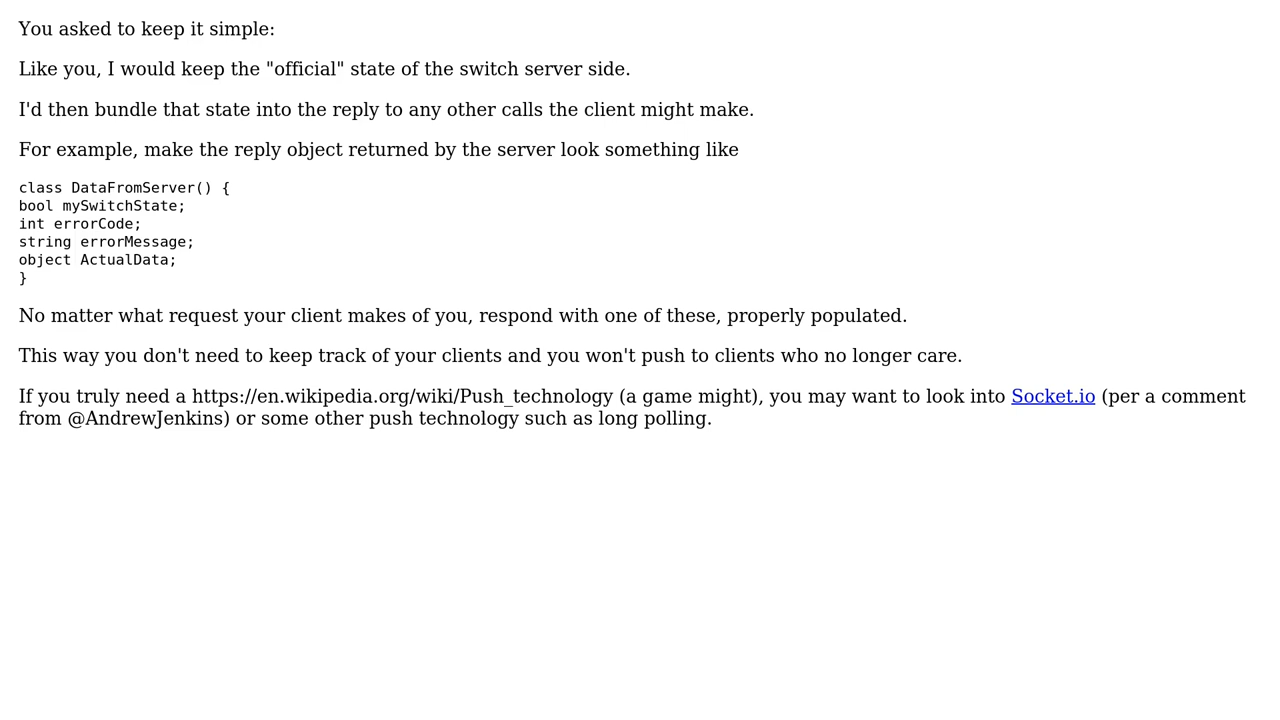 You asked to keep it simple:
Like you, I would keep the "official" state of the switch server side.
I'd then bundle that state into the reply to any other calls the client might make.
For example, make the reply object returned by the server look something like
class DataFromServer() {
bool mySwitchState;
int errorCode;
string errorMessage;
object ActualData;
}
No matter what request your client makes of you, respond with one of these, properly populated.
This way you don't need to keep track of your clients and you won't push to clients who no longer care.
If you truly need a https://en.wikipedia.org/wiki/Push_technology (a game might), you may want to look into Socket.io (per a comment
from @AndrewJenkins) or some other push technology such as long polling.